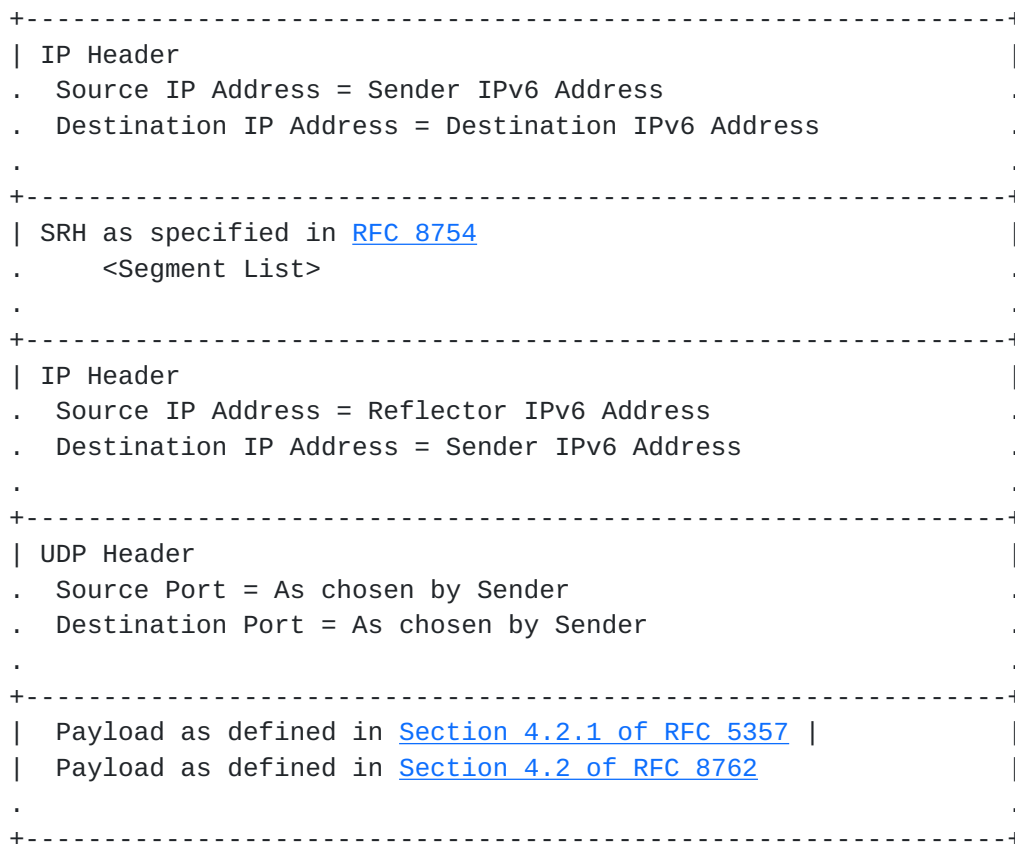 +---------------------------------------------------------------+
| IP Header                                                     |
.  Source IP Address = Sender IPv6 Address                      .
.  Destination IP Address = Destination IPv6 Address            .
.                                                               .
+---------------------------------------------------------------+
| SRH as specified in RFC 8754                                  |
.     <Segment List>                                            .
.                                                               .
+---------------------------------------------------------------+
| IP Header                                                     |
.  Source IP Address = Reflector IPv6 Address                   .
.  Destination IP Address = Sender IPv6 Address                 .
.                                                               .
+---------------------------------------------------------------+
| UDP Header                                                    |
.  Source Port = As chosen by Sender                            .
.  Destination Port = As chosen by Sender                       .
.                                                               .
+---------------------------------------------------------------+
|  Payload as defined in Section 4.2.1 of RFC 5357 |            |
|  Payload as defined in Section 4.2 of RFC 8762                |
.                                                               .
+---------------------------------------------------------------+